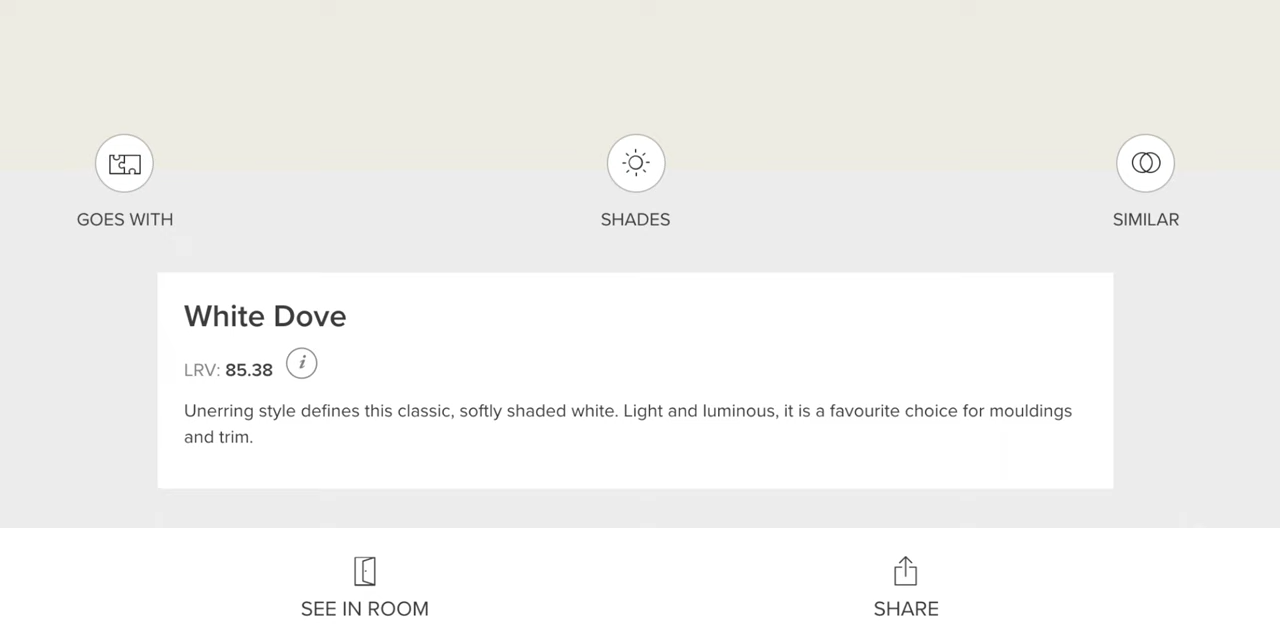 GOES WITH
SHADES
SIMILAR
White Dove
LRV: 85.38 i
Unerring style defines this classic, softly shaded white. Light and luminous, it is a favourite choice for mouldings
and trim.
SEE IN ROOM
SHARE